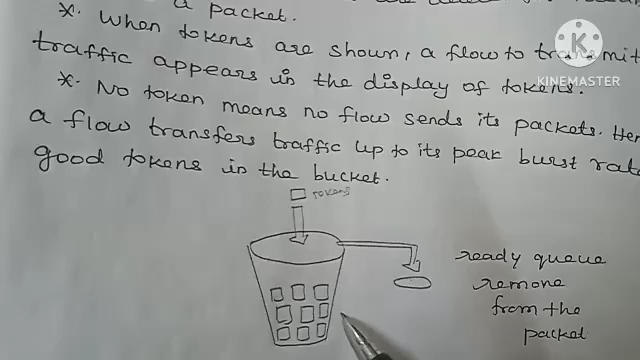 a packet.
*. When tokens are shown, a flow to transmit
traffic appears in the display of tokens.
*. No token means no flow sends its packets. Hen
a flow transfers traffic up to its peak burst rate
good tokens in the bucket.
tokens
ready queue
remone
from the
packet
KINEMASTER